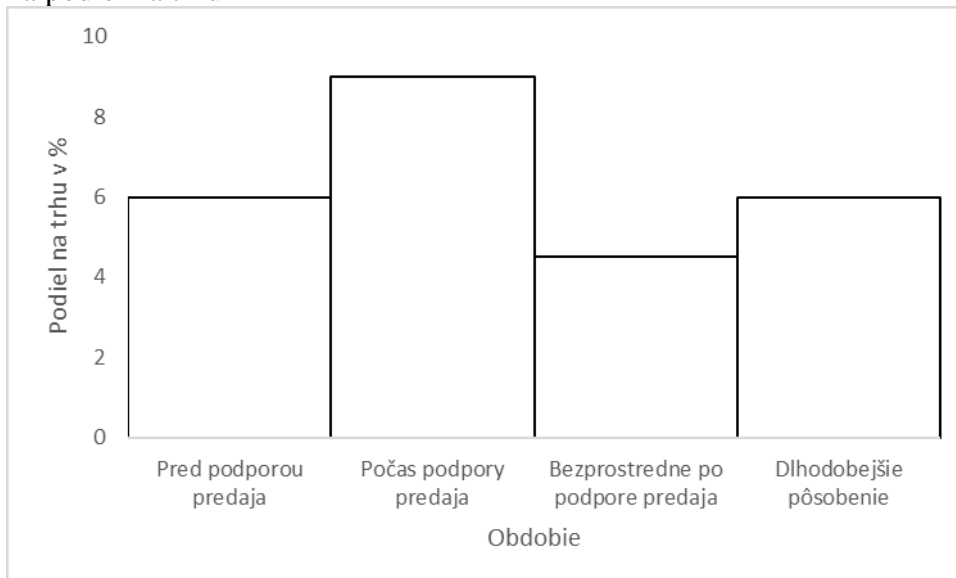 10
8
6
4
2
0
Podiel na trhu v %
Pred podporou
predaja
Počas podpory
predaja
Bezprostredne po
podpore predaja
Dlhodobejšie
pôsobenie
Obdobie